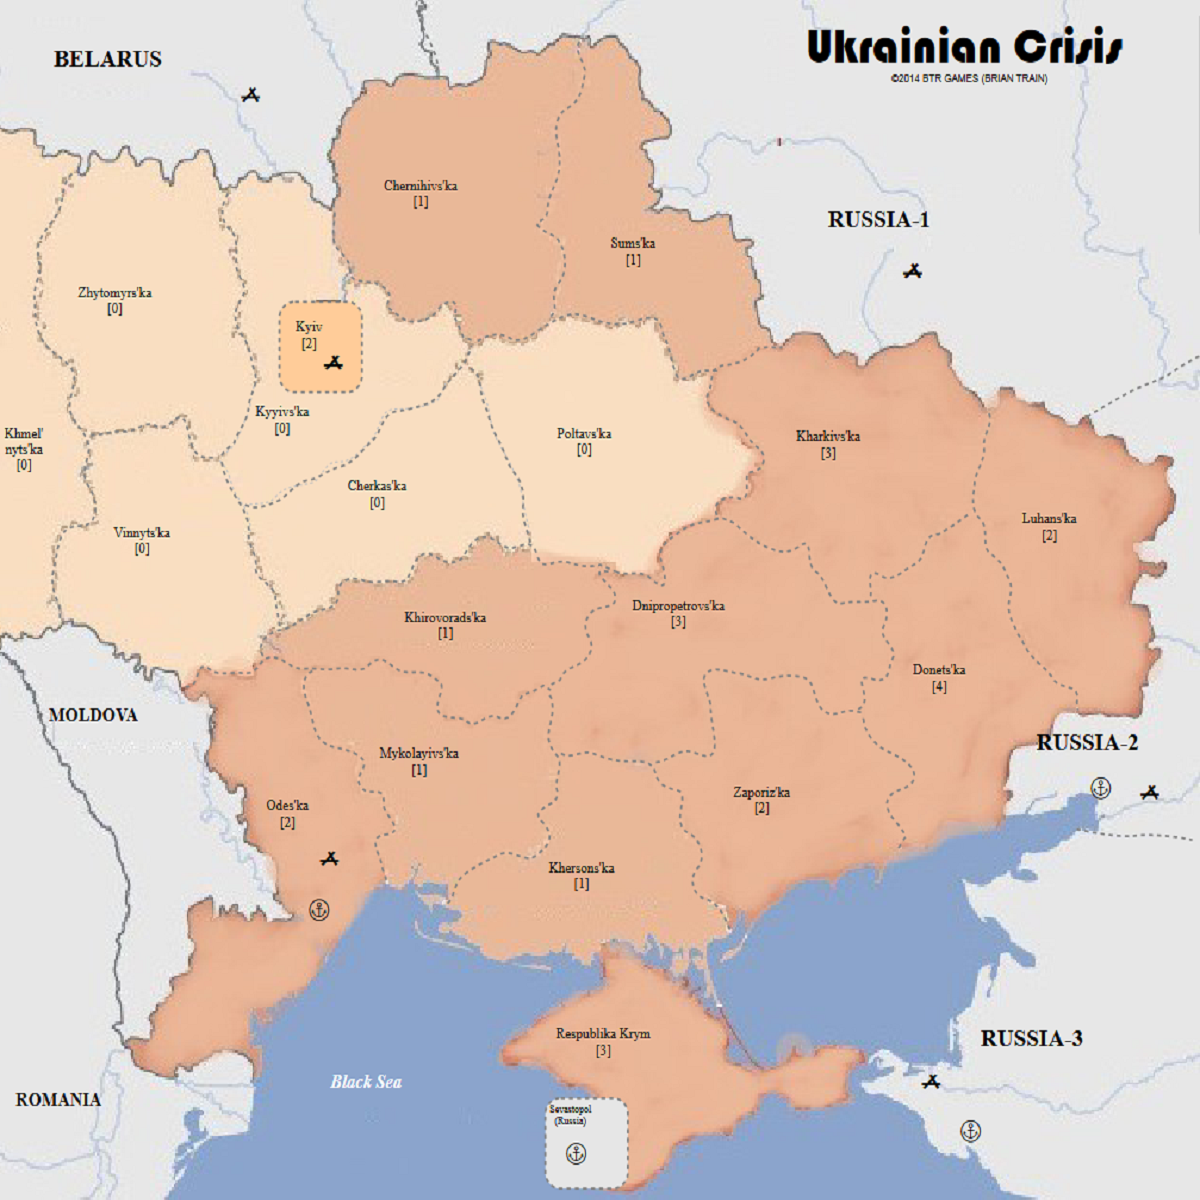 Ukrainian Crisis
©2014 BTR GAMES (BRIAN TRAIN)
BELARUS
Chernihivs'ka
[1]
RUSSIA-1
Sums'ka
[1]
Zhytomyrs'ka
[0]
Kyiv
[2]
Kyyivs'ka
[0]
Khmel'
nyts'ka
[0]
Poltavs'ka
[0]
Kharkivs'ka
[3]
Cherkas'ka
[0]
Vinnyts'ka
[0]
Luhans'ka
[2]
Khirovorads'ka
[1]
Dnipropetrovs'ka
[3]
Donets'ka
[4]
MOLDOVA
RUSSIA-2
Mykolayivs'ka
[1]
Odes'ka
[2]
Zaporiz'ka
[2]
Khersons'ka
[1]
Respublika Krym
[3]
RUSSIA-3
Black Sea
ROMANIA
Sevastopol
(Russia)